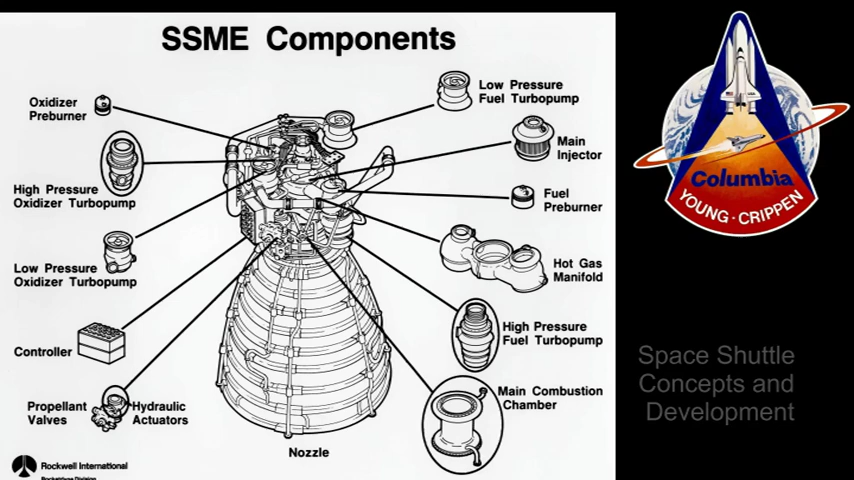 SSME Components
Oxidizer
Preburner
High Pressure
Oxidizer Turbopump
Low Pressure
Oxidizer Turbopump
Controller
Propellant
Valves
Hydraulic
Actuators
Nozzle
Low Pressure
Fuel Turbopump
Main
Injector
Fuel
Preburner
Hot Gas
Manifold
High Pressure
Fuel Turbopump
Main Combustion
Chamber
Rockwell International
Rocketdyne Division
Columbia
YOUNG · CRIPPEN
Space Shuttle
Concepts and
Development